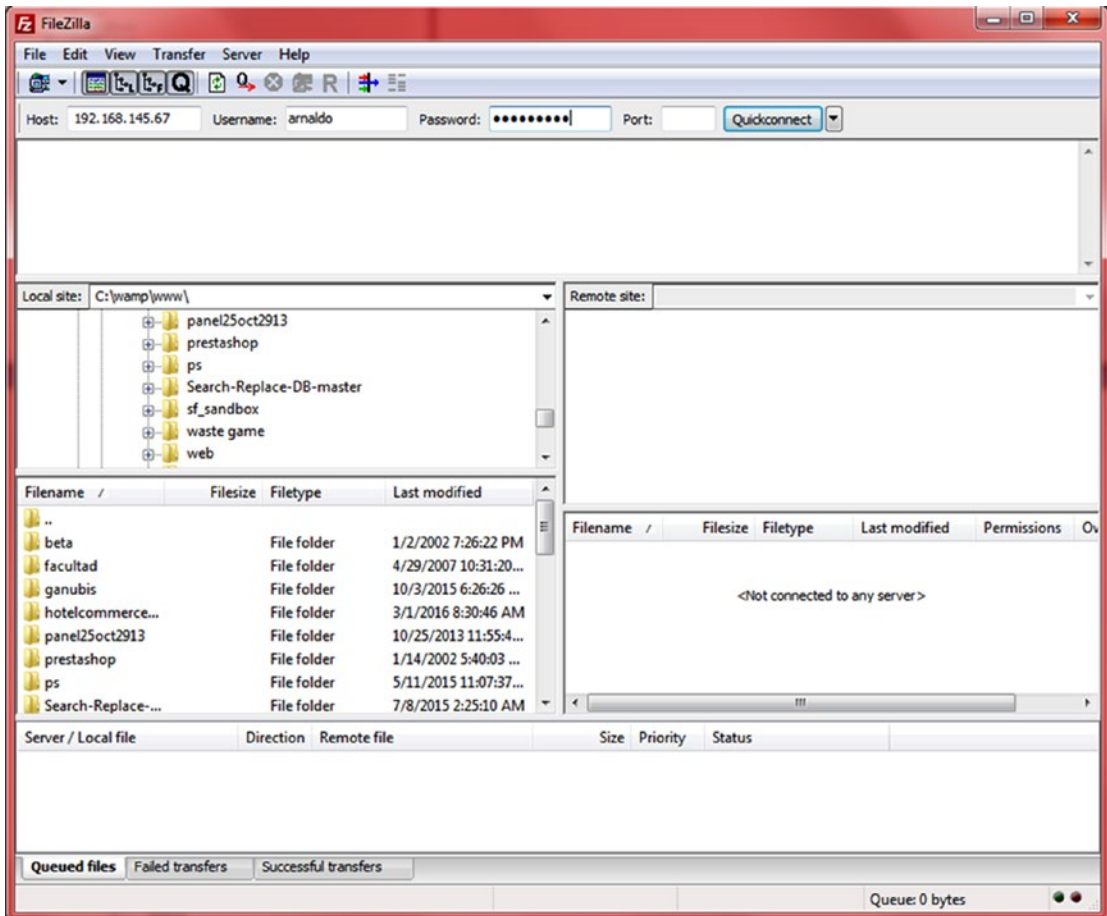 Fz FileZilla
File Edit View Transfer Server Help
Q R
Host: 192.168.145.67 Username: arnaldo Password: ●●●●●●●●● Port: Quickconnect
Local site: C:\wamp\www\
panel25oct2913
prestashop
ps
Search-Replace-DB-master
sf_sandbox
waste game
web
Remote site:
Filename / Filesize Filetype Last modified
..
beta File folder 1/2/2002 7:26:22 PM
facultad File folder 4/29/2007 10:31:20...
ganubis File folder 10/3/2015 6:26:26 ...
hotelcommerce... File folder 3/1/2016 8:30:46 AM
panel25oct2913 File folder 10/25/2013 11:55:4...
prestashop File folder 1/14/2002 5:40:03 ...
ps File folder 5/11/2015 11:07:37...
Search-Replace-... File folder 7/8/2015 2:25:10 AM
Filename / Filesize Filetype Last modified Permissions Ov
<Not connected to any server>
Server / Local file Direction Remote file Size Priority Status
Queued files Failed transfers Successful transfers
Queue: 0 bytes